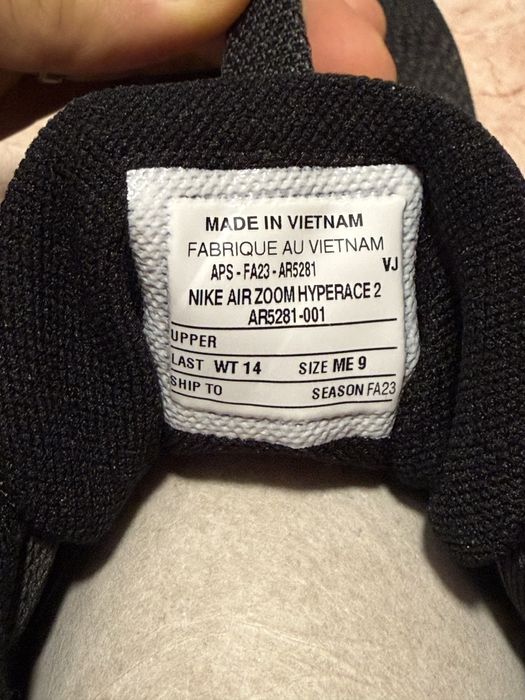 MADE IN VIETNAM
FABRIQUE AU VIETNAM
APS - FA23 - AR5281 VJ
NIKE AIR ZOOM HYPERACE 2
AR5281-001
UPPER
LAST WT 14 SIZE ME 9
SHIP TO SEASON FA23